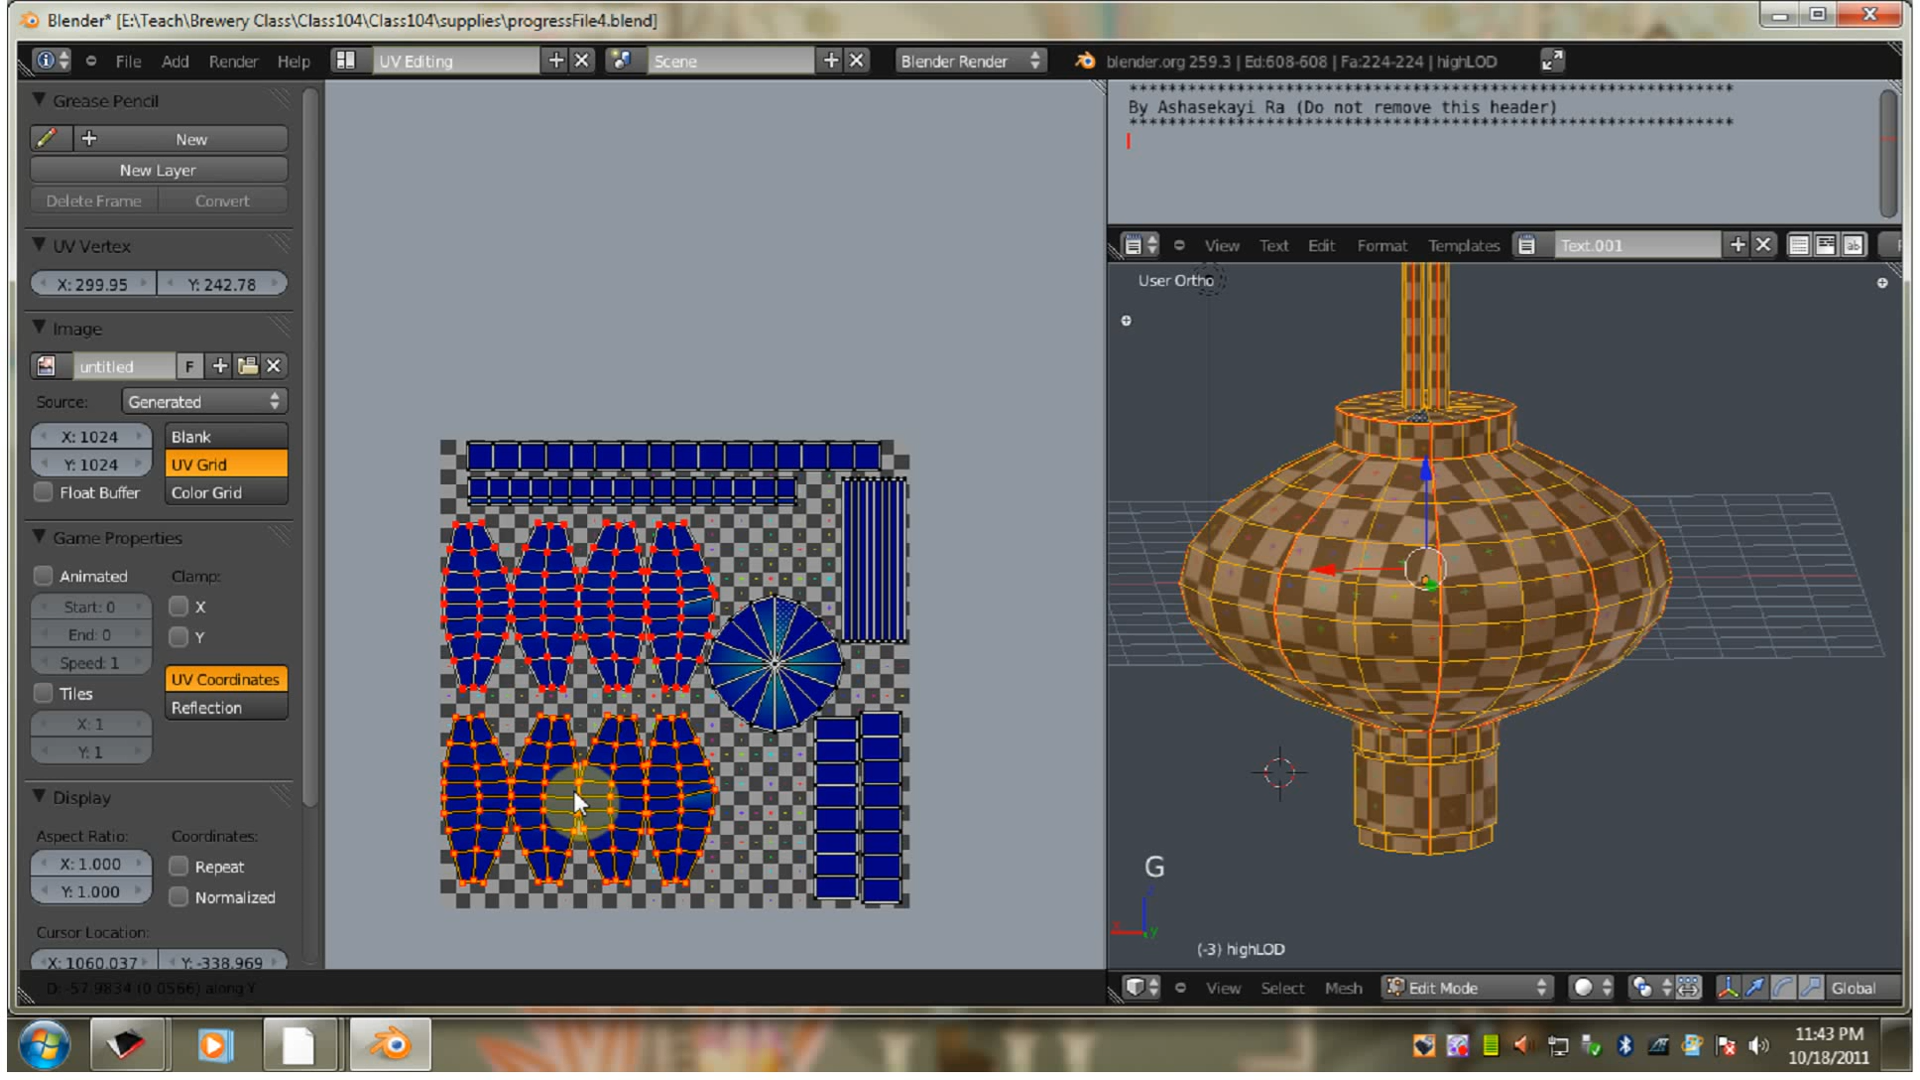 Blender* [E:\Teach\Brewery Class\Class104\Class104\supplies\progressFile4.blend]
File Add Render Help UV Editing Scene Blender Render blender.org 259.3 | Ed:608-608 | Fa:224-224 | highLOD
Grease Pencil
New
New Layer
Delete Frame Convert
UV Vertex
X: 299.95 Y: 242.78
Image
untitled F
Source: Generated
X: 1024 Blank
Y: 1024 UV Grid
Float Buffer Color Grid
Game Properties
Animated Clamp:
Start: 0 X
End: 0 Y
Speed: 1
UV Coordinates
Tiles Reflection
X: 1
Y: 1
Display
Aspect Ratio: Coordinates:
X: 1.000 Repeat
Y: 1.000 Normalized
Cursor Location:
X: 1060.037 Y: -338.969
D: -57.9834 (0.0566) along Y
****************************************************************
By Ashasekayi Ra (Do not remove this header)
****************************************************************
View Text Edit Format Templates Text.001
User Ortho
G
z
x y
(-3) highLOD
View Select Mesh Edit Mode Global
11:43 PM
10/18/2011